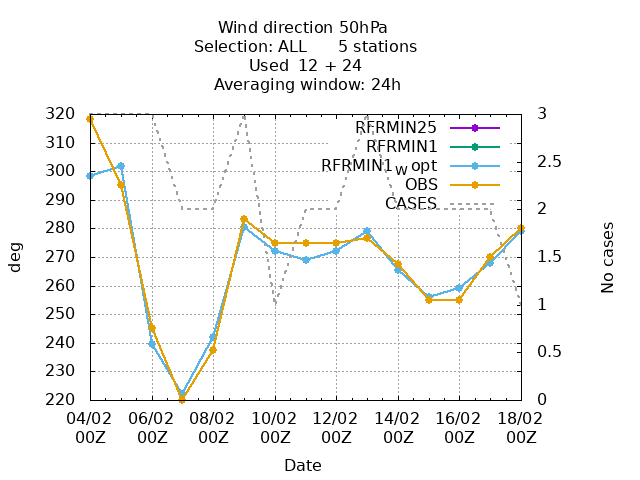 Wind direction 50hPa
Selection: ALL      5 stations
Used  12 + 24
Averaging window: 24h
320 3
310
300 2.5
290
280 2
270 1.5
260
250 1
240
230 0.5
220 0
RFRMIN25
RFRMIN1
RFRMIN1_w opt
OBS
CASES
deg
No cases
04/02 06/02 08/02 10/02 12/02 14/02 16/02 18/02
00Z 00Z 00Z 00Z 00Z 00Z 00Z 00Z
Date